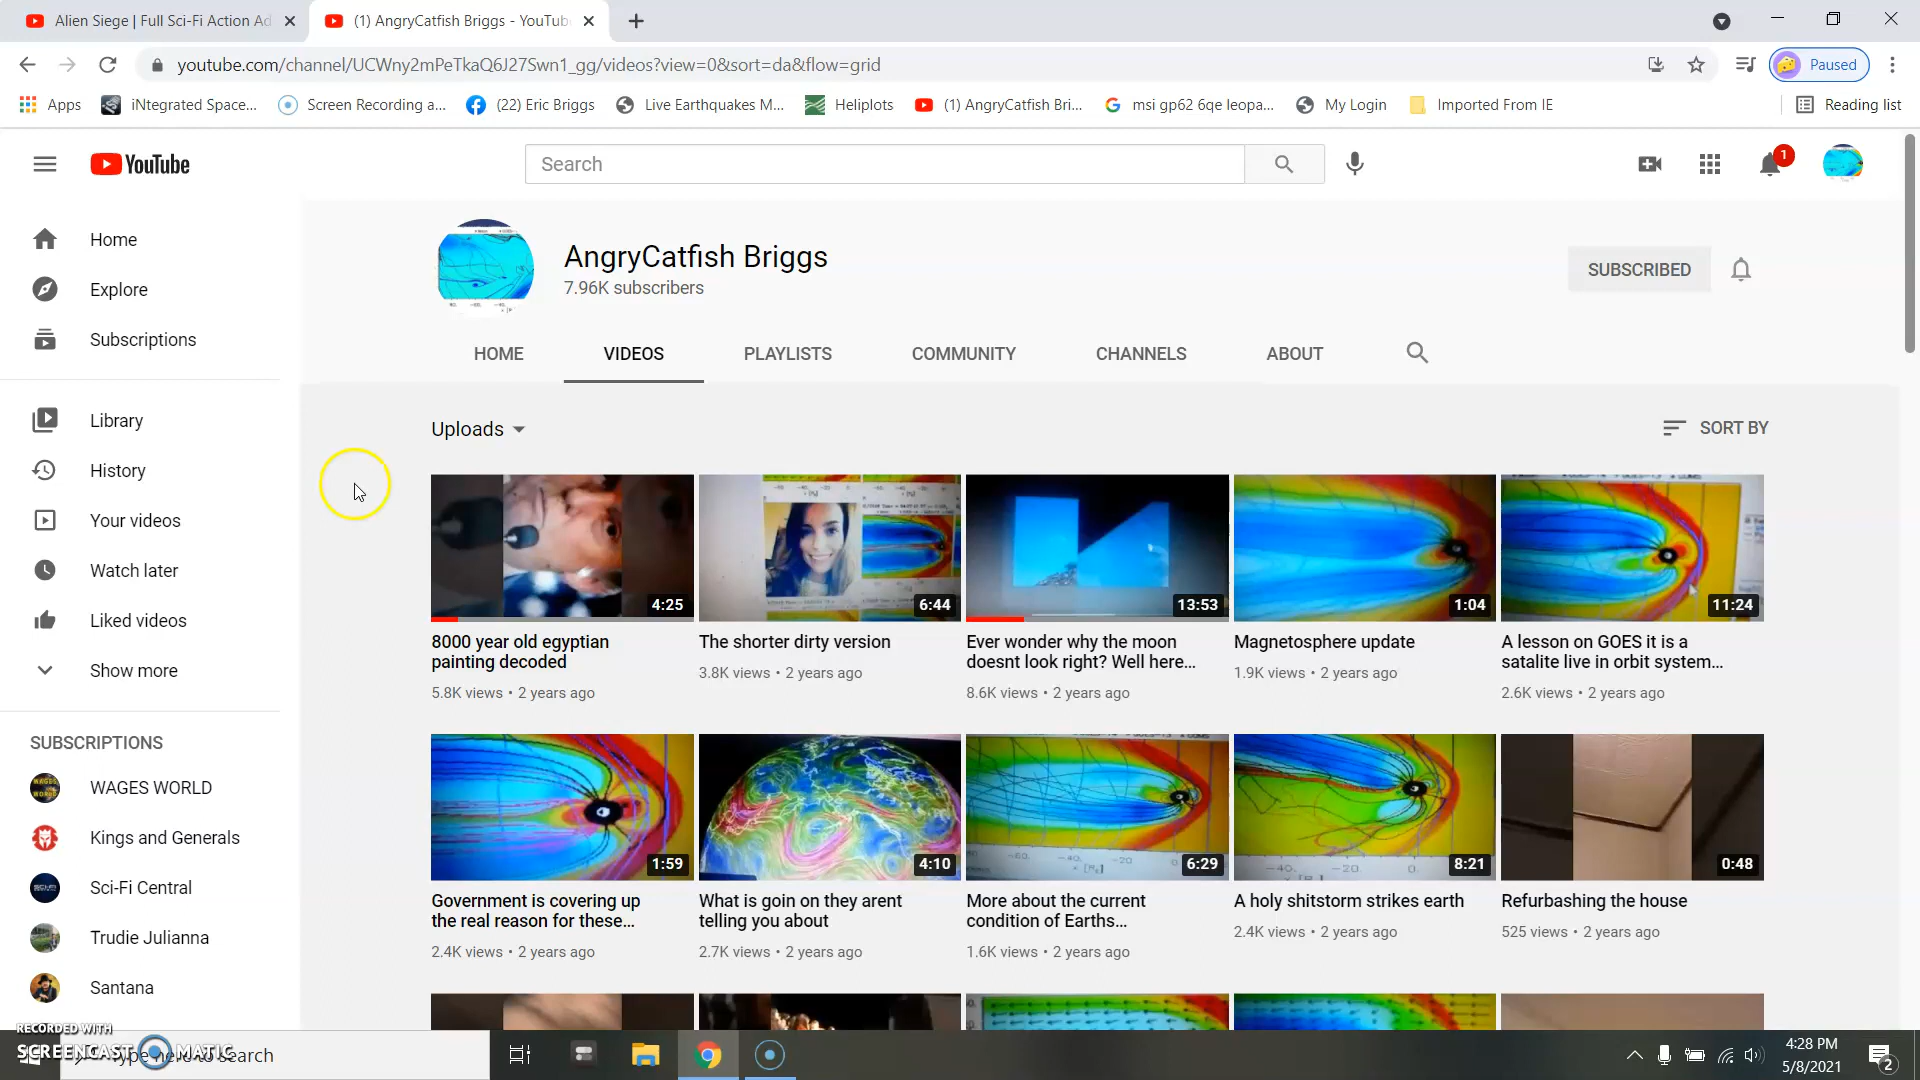 Alien Siege | Full Sci-Fi Action Ad
(1) AngryCatfish Briggs - YouTub
youtube.com/channel/UCWny2mPeTkaQ6J27Swn1_gg/videos?view=0&sort=da&flow=grid
Paused
Apps
iNtegrated Space...
Screen Recording a...
(22) Eric Briggs
Live Earthquakes M...
Heliplots
(1) AngryCatfish Bri...
msi gp62 6qe leopa...
My Login
Imported From IE
Reading list
YouTube
Search
1
Home
Explore
Subscriptions
Library
History
Your videos
Watch later
Liked videos
Show more
SUBSCRIPTIONS
WAGES WORLD
Kings and Generals
Sci-Fi Central
Trudie Julianna
Santana
AngryCatfish Briggs
7.96K subscribers
SUBSCRIBED
HOME
VIDEOS
PLAYLISTS
COMMUNITY
CHANNELS
ABOUT
Uploads
SORT BY
4:25
8000 year old egyptian
painting decoded
5.8K views • 2 years ago
6:44
The shorter dirty version
3.8K views • 2 years ago
13:53
Ever wonder why the moon
doesnt look right? Well here...
8.6K views • 2 years ago
1:04
Magnetosphere update
1.9K views • 2 years ago
11:24
A lesson on GOES it is a
satalite live in orbit system...
2.6K views • 2 years ago
1:59
Government is covering up
the real reason for these...
2.4K views • 2 years ago
4:10
What is goin on they arent
telling you about
2.7K views • 2 years ago
6:29
More about the current
condition of Earths...
1.6K views • 2 years ago
8:21
A holy shitstorm strikes earth
2.4K views • 2 years ago
0:48
Refurbashing the house
525 views • 2 years ago
RECORDED WITH
SCREENCAST MATIC
Type here to search
4:28 PM
5/8/2021
2